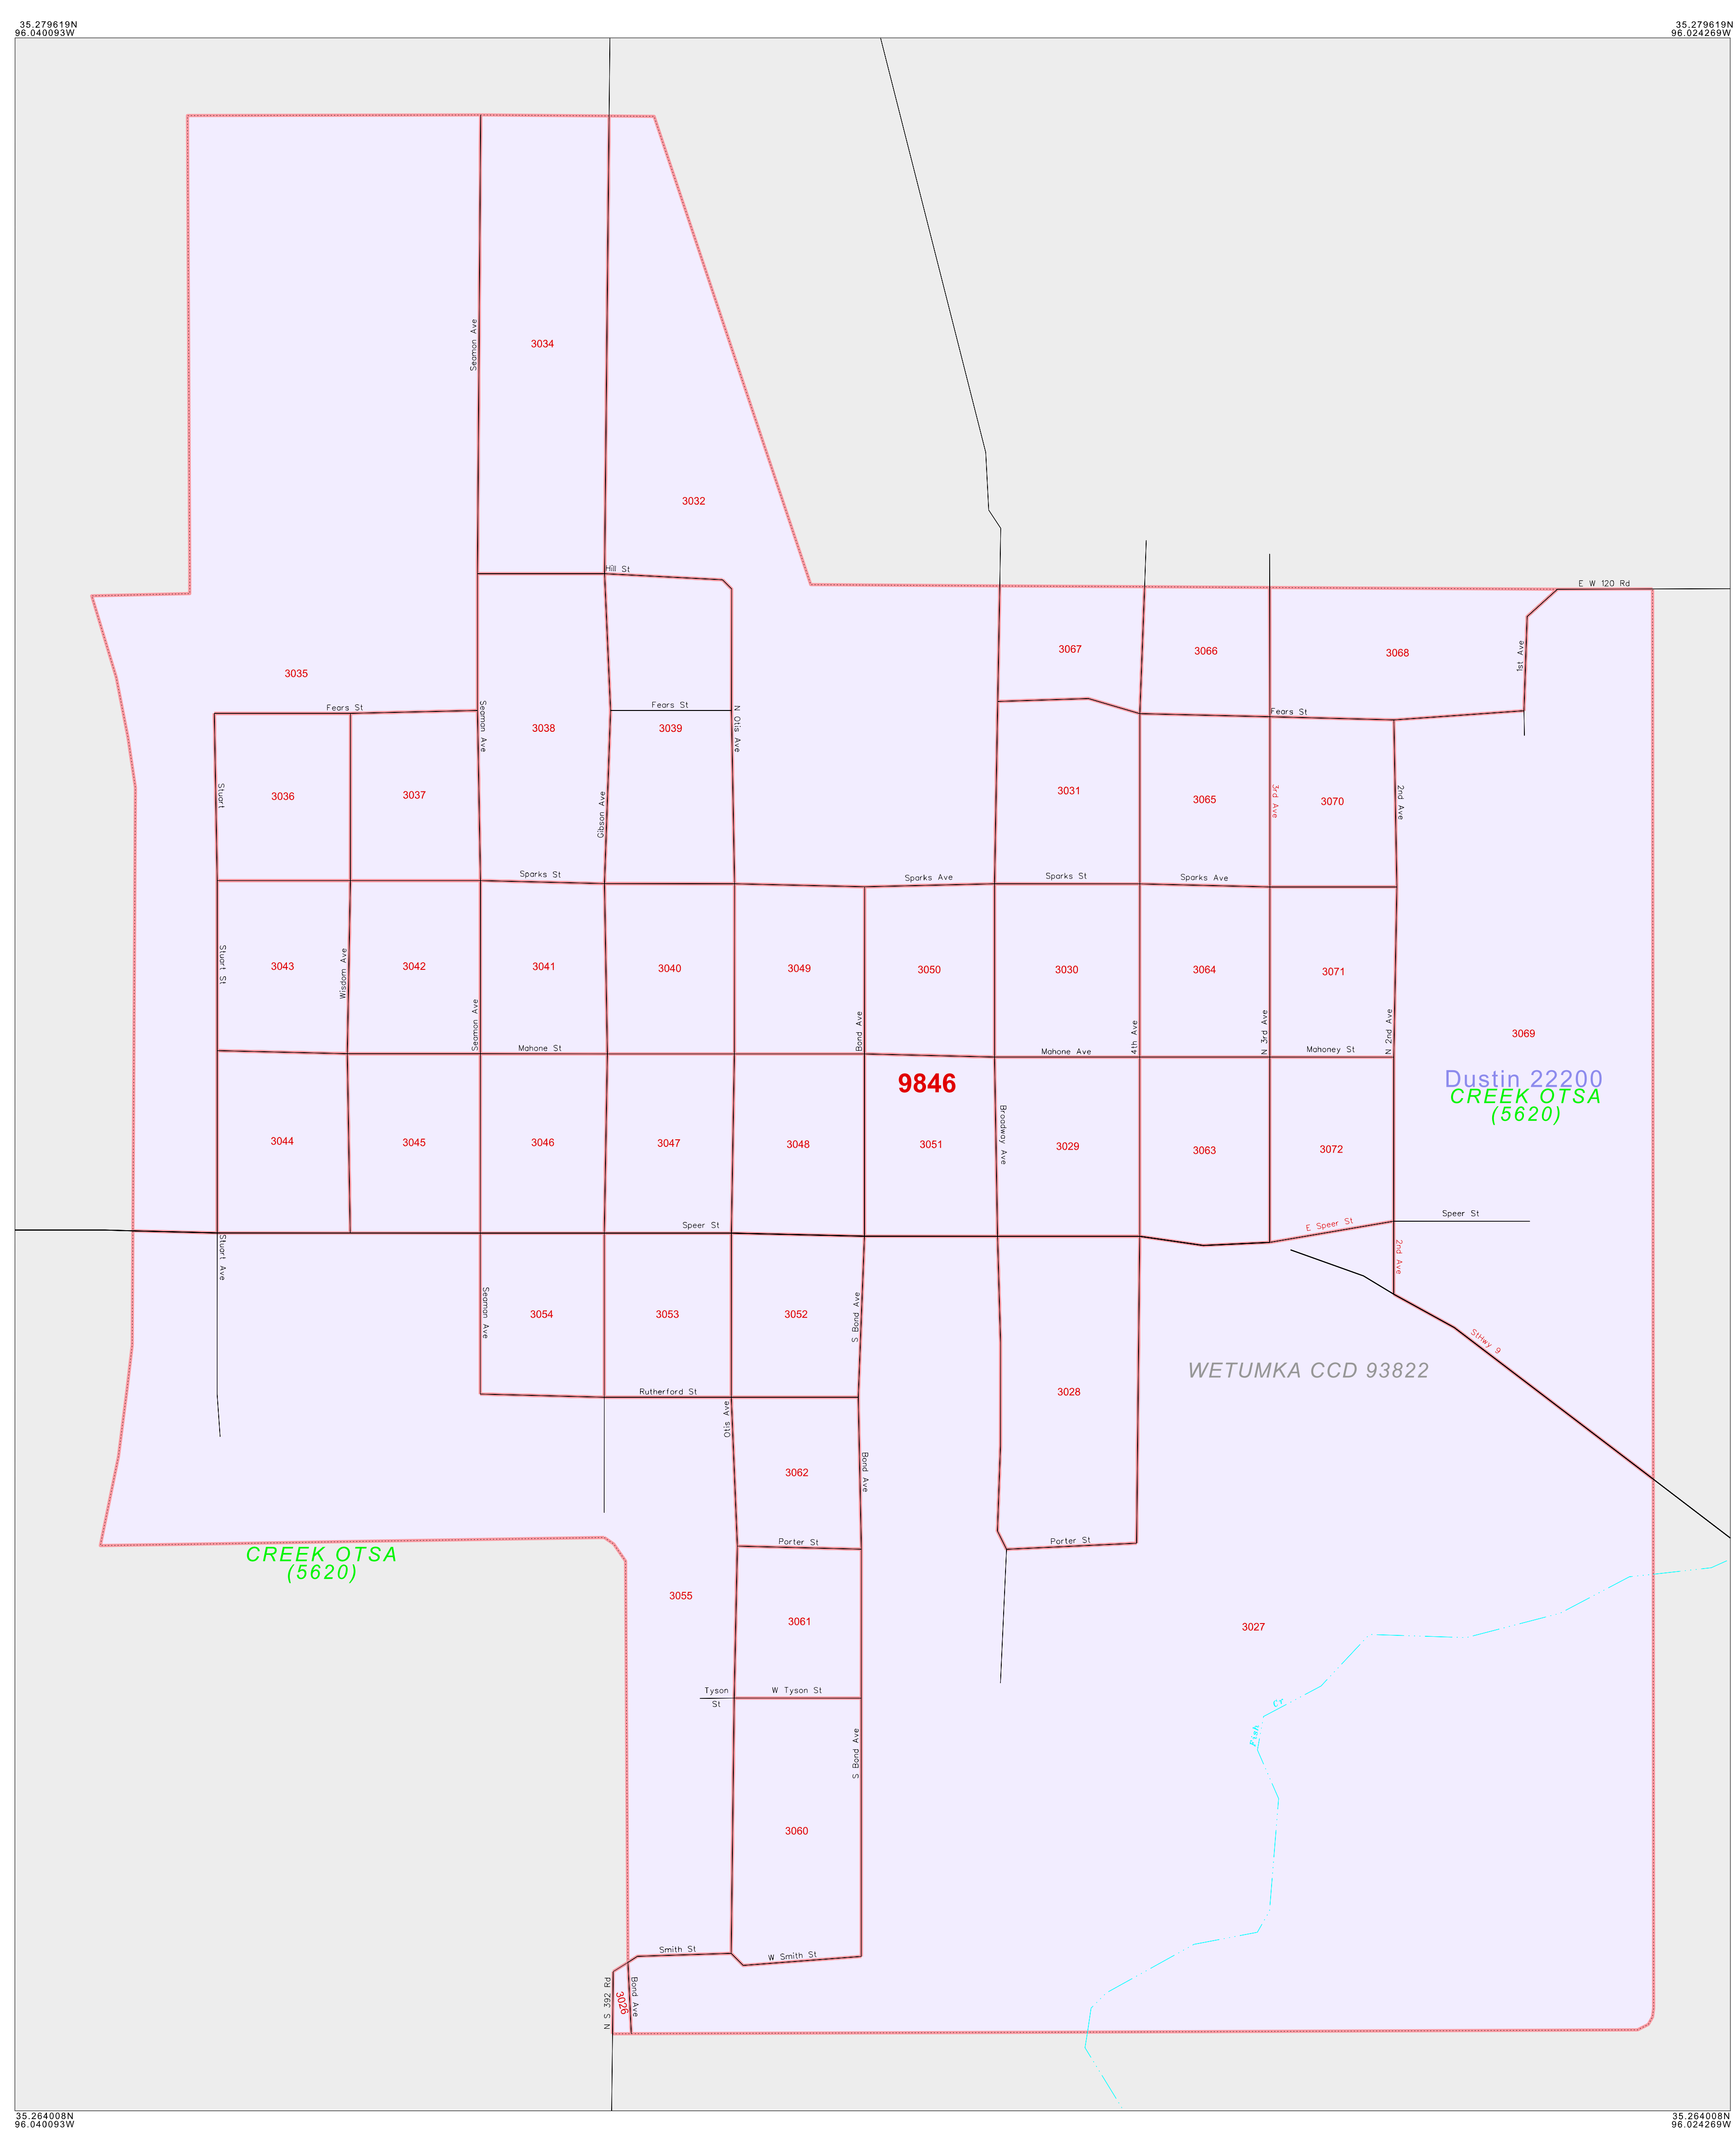 35.279619N
96.040093W
35.279619N
96.024269W
Seamon Ave
3034
3032
Hill St
E W 120 Rd
3035
3067
3066
3068
1st Ave
Fears St
Seaman Ave
3038
Fears St
3039
N Otis Ave
Fears St
Stuart
3036
3037
Gibson Ave
3031
3065
3rd Ave
3070
2nd Ave
Sparks St
Sparks Ave
Sparks St
Sparks Ave
Stuart St
3043
Wisdom Ave
3042
Seamon Ave
3041
3040
3049
Bond Ave
3050
3030
4th Ave
3064
N 3rd Ave
3071
N 2nd Ave
3069
Mahone St
Mahone Ave
Mahoney St
9846
Dustin 22200
CREEK OTSA
(5620)
3044
3045
3046
3047
3048
3051
Broadway Ave
3029
3063
3072
Speer St
E Speer St
Speer St
Stuart Ave
2nd Ave
Seaman Ave
3054
3053
3052
S Bond Ave
StHwy 9
WETUMKA CCD 93822
3028
Rutherford St
Otis Ave
3062
Bond Ave
Porter St
Porter St
CREEK OTSA
(5620)
3055
3061
3027
Tyson
St
W Tyson St
Fish Cr
S Bond Ave
3060
Smith St
W Smith St
N 392 Rd
S
3026
Bond Ave
35.264008N
96.040093W
35.264008N
96.024269W